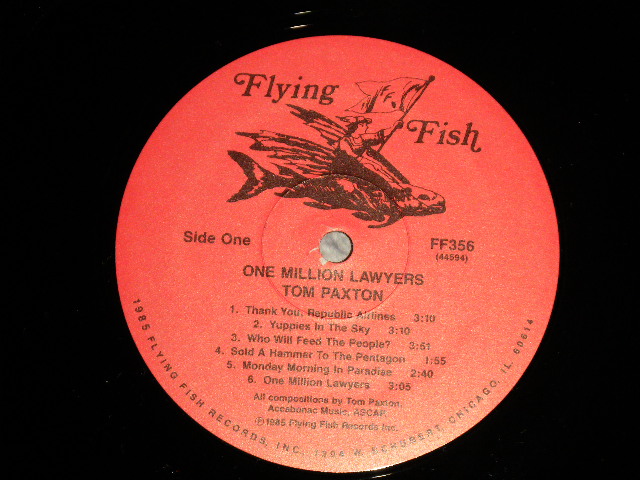 Flying
Fish
F.F.
Side One
FF356
(44594)
ONE MILLION LAWYERS
TOM PAXTON
1. Thank You, Republic Airlines 3:10
2. Yuppies In The Sky 3:10
3. Who Will Feed The People? 3:51
4. Sold A Hammer To The Pentagon 1:55
5. Monday Morning In Paradise 2:40
6. One Million Lawyers 3:05
All compositions by Tom Paxton,
Accabonac Music, ASCAP
℗1985 Flying Fish Records Inc.
1985 FLYING FISH RECORDS, INC. 1304 W. SCHUBERT, CHICAGO, IL 60614